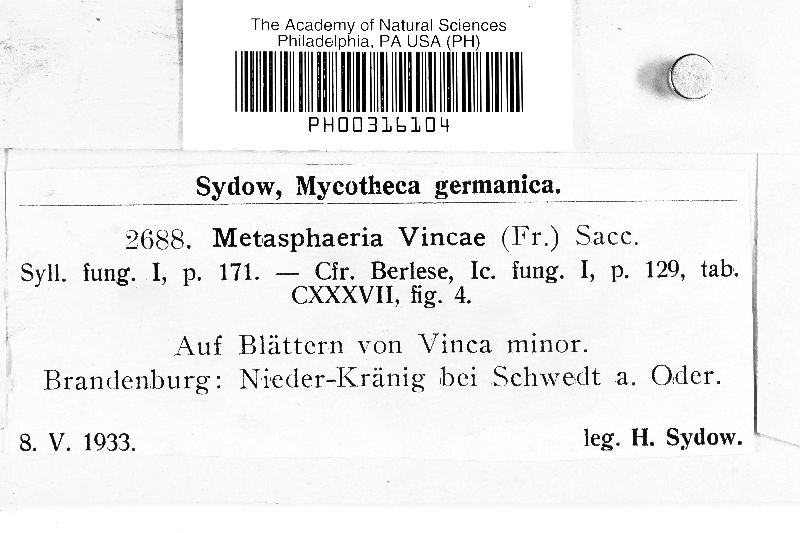 The Academy of Natural Sciences
Philadelphia, PA USA (PH)
PH00316104
Sydow, Mycotheca germanica.
2688. Metasphaeria Vincae (Fr.) Sacc.
Syll. fung. I, p. 171. — Cfr. Berlese, Ic. fung. I, p. 129, tab.
CXXXVII, fig. 4.
Auf Blättern von Vinca minor.
Brandenburg: Nieder-Kränig bei Schwedt a. Oder.
8. V. 1933.
leg. H. Sydow.